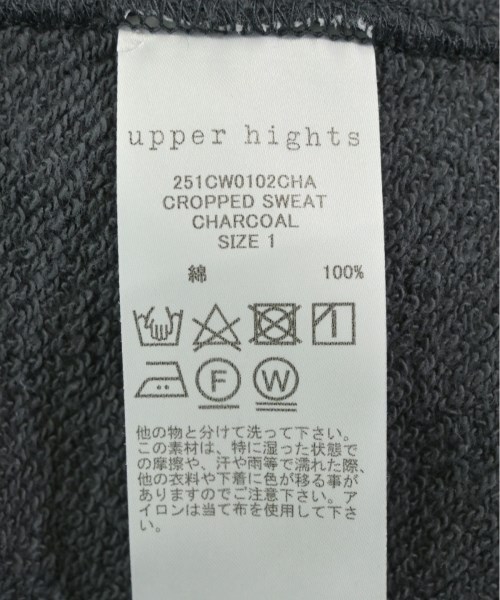 upper hights
251CW0102CHA
CROPPED SWEAT
CHARCOAL
SIZE 1
綿 100%
F W
他の物と分けて洗って下さい。
この素材は、特に湿った状態で
の摩擦や、汗や雨等で濡れた際、
他の衣料や下着に色が移る事が
ありますのでご注意下さい。ア
イロンは当て布を使用して下さ
い。